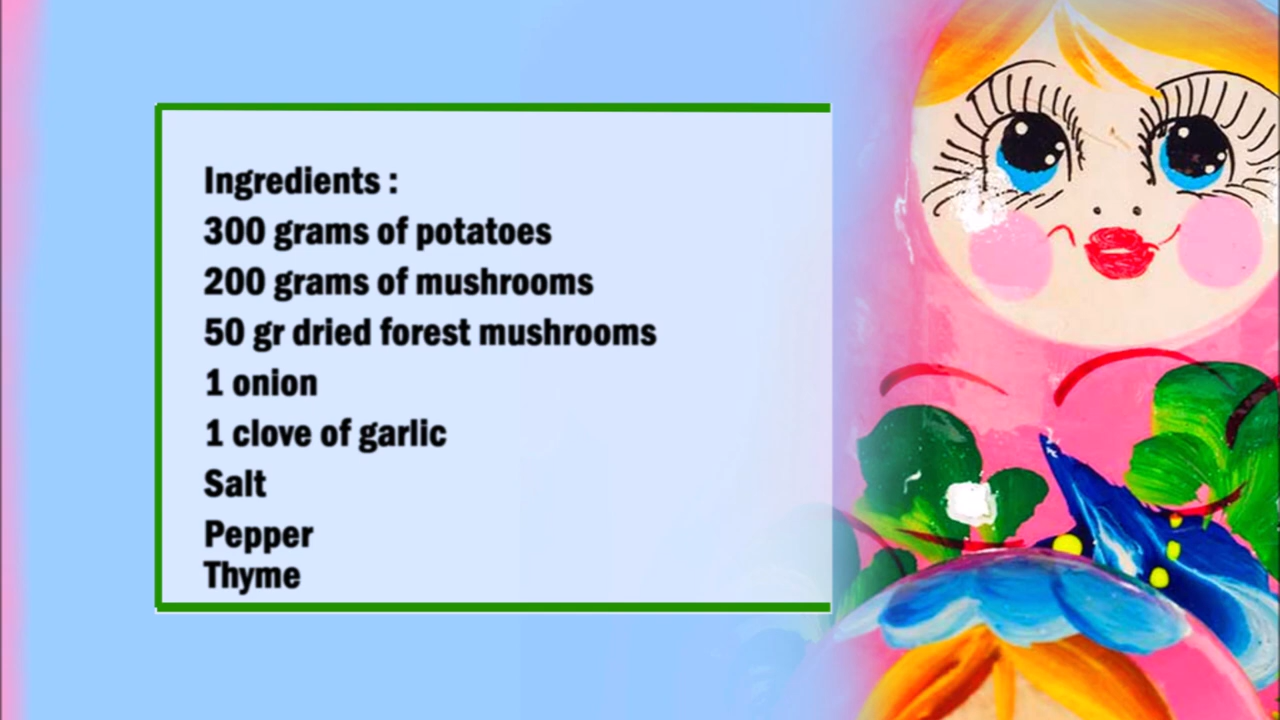 Ingredients :
300 grams of potatoes
200 grams of mushrooms
50 gr dried forest mushrooms
1 onion
1 clove of garlic
Salt
Pepper
Thyme